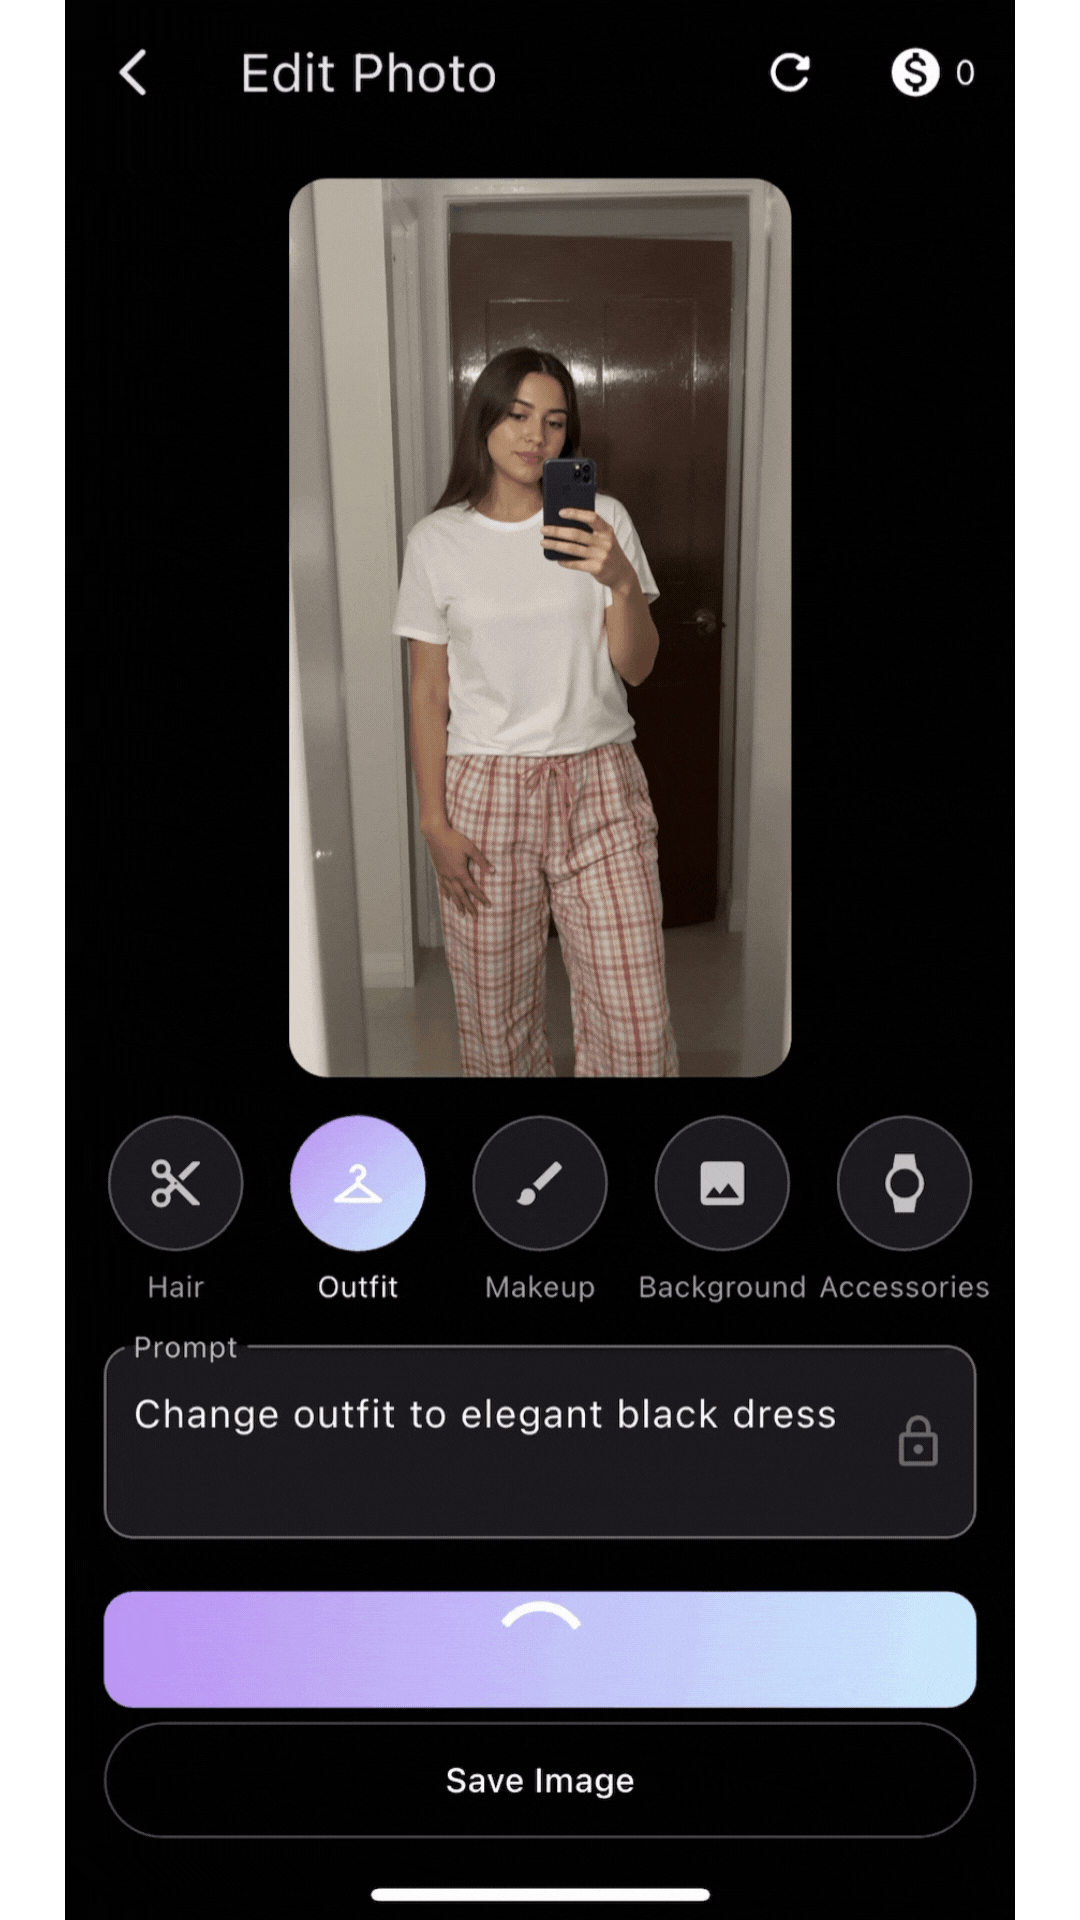 Edit Photo
0
Hair
Outfit
Makeup
Background
Accessories
Prompt
Change outfit to elegant black dress
Save Image